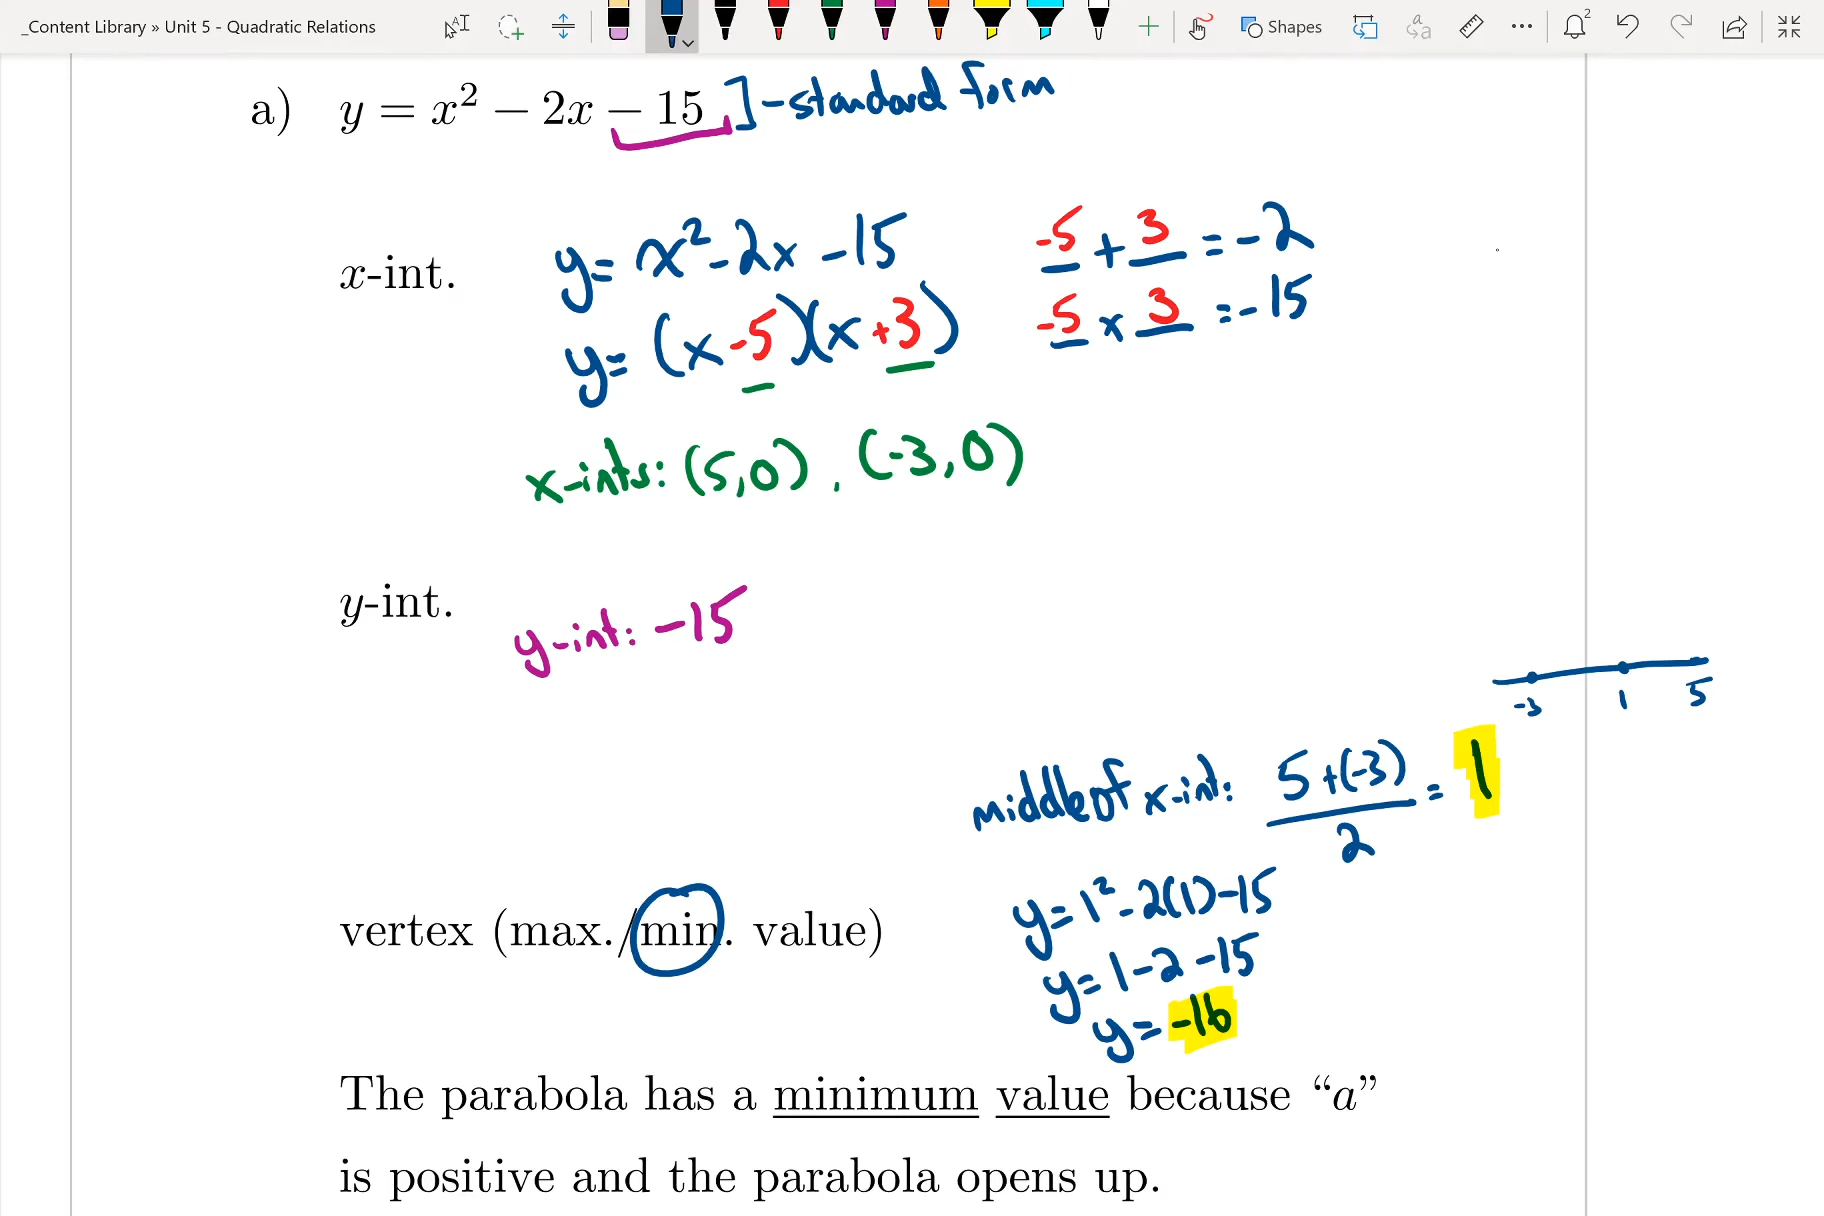 _Content Library » Unit 5 - Quadratic Relations
Shapes
2
a) y = x² − 2x − 15 ] - standard form
x-int.
y = x² - 2x - 15
-5 + 3 = -2
y = (x -5)(x +3)
-5 x 3 = -15
x-ints: (5,0), (-3,0)
y-int.
y-int: -15
-3 1 5
middle of x-int: 5+(-3)/2 = 1
y = 1² - 2(1) - 15
vertex (max./min. value)
y = 1 - 2 - 15
y = -16
The parabola has a minimum value because “a”
is positive and the parabola opens up.